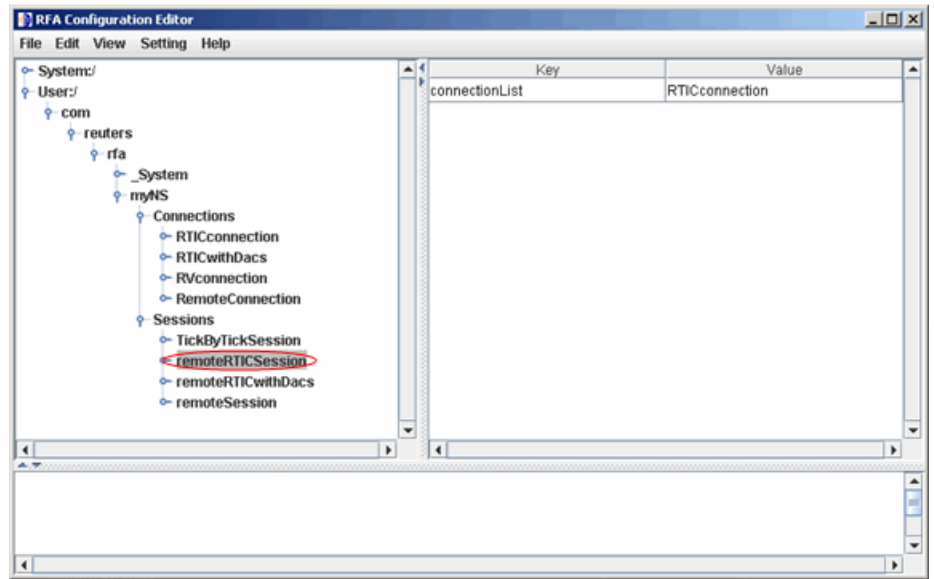 RFA Configuration Editor
File Edit View Setting Help
System:/
User:/
com
reuters
rfa
_System
myNS
Connections
RTICconnection
RTICwithDacs
RVconnection
RemoteConnection
Sessions
TickByTickSession
remoteRTICSession
remoteRTICwithDacs
remoteSession
Key Value
connectionList RTICconnection